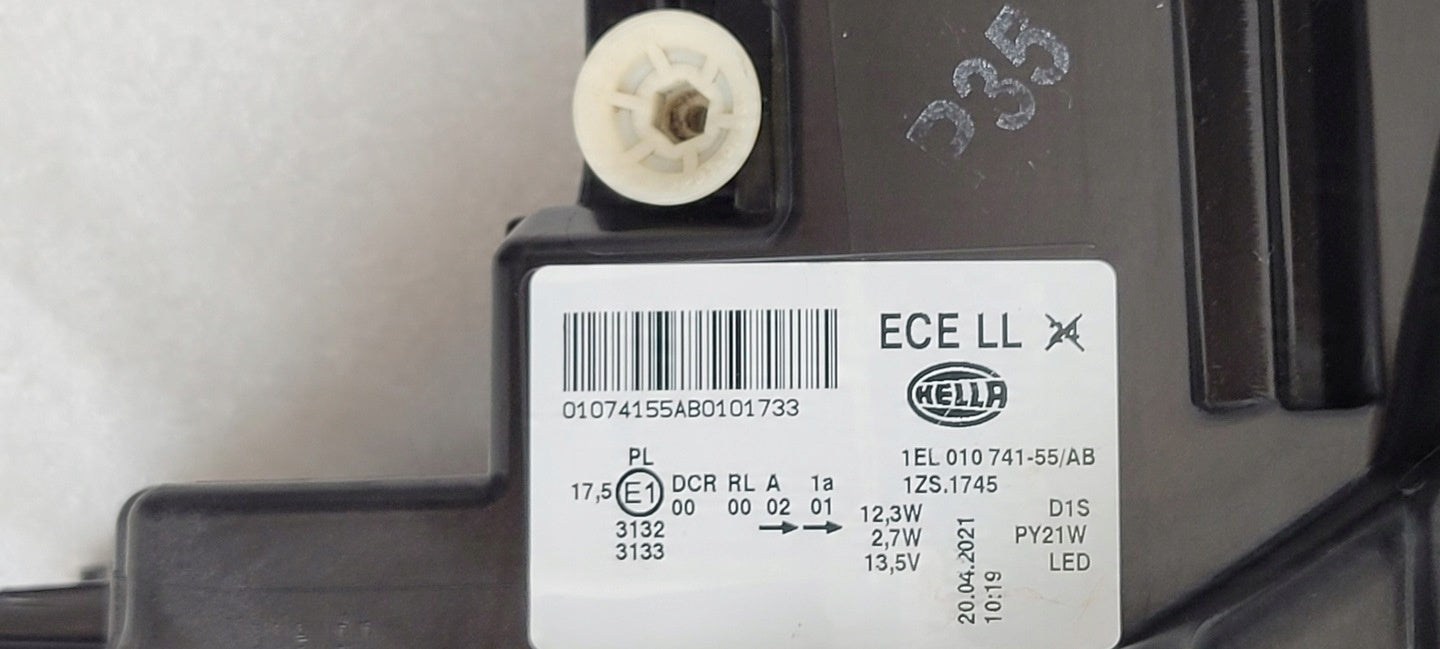 D35
ECE LL 24
01074155AB0101733
HELLA
1EL 010 741-55/AB
1ZS.1745
PL
17,5 E1 DCR RL A 1a
00 00 02 01
3132
3133
12,3W
2,7W
13,5V
20.04.2021
10:19
D1S
PY21W
LED